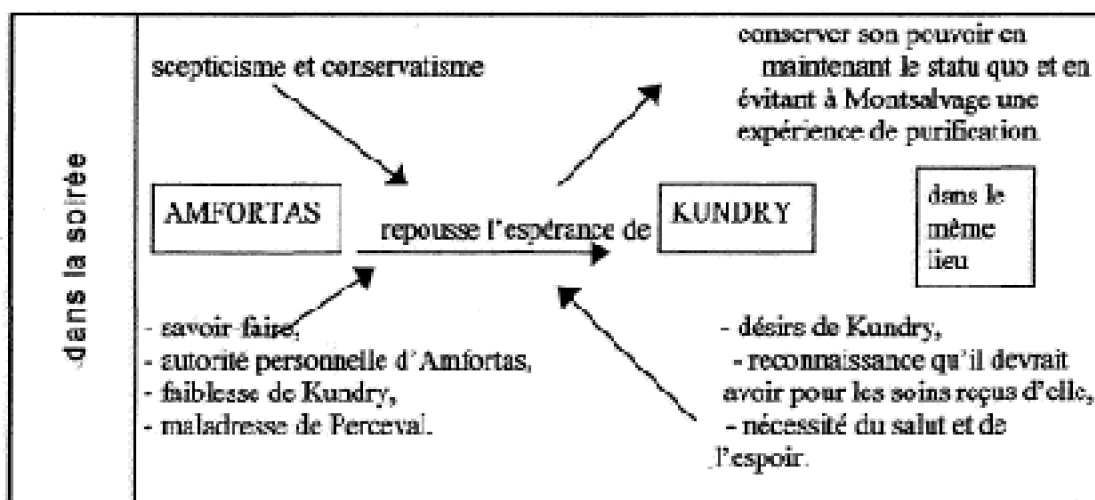 dans la soirée
scepticisme et conservatisme
conserver son pouvoir en
maintenant le statu quo et en
évitant à Montsalvage une
expérience de purification
AMFORTAS
repousse l'espérance de
KUNDRY
dans le
même
lieu
- savoir-faire,
- autorité personnelle d'Amfortas,
- faiblesse de Kundry,
- maladresse de Perceval.
- désirs de Kundry,
- reconnaissance qu'il devrait
avoir pour les soins reçus d'elle,
- nécessité du salut et de
l'espoir.